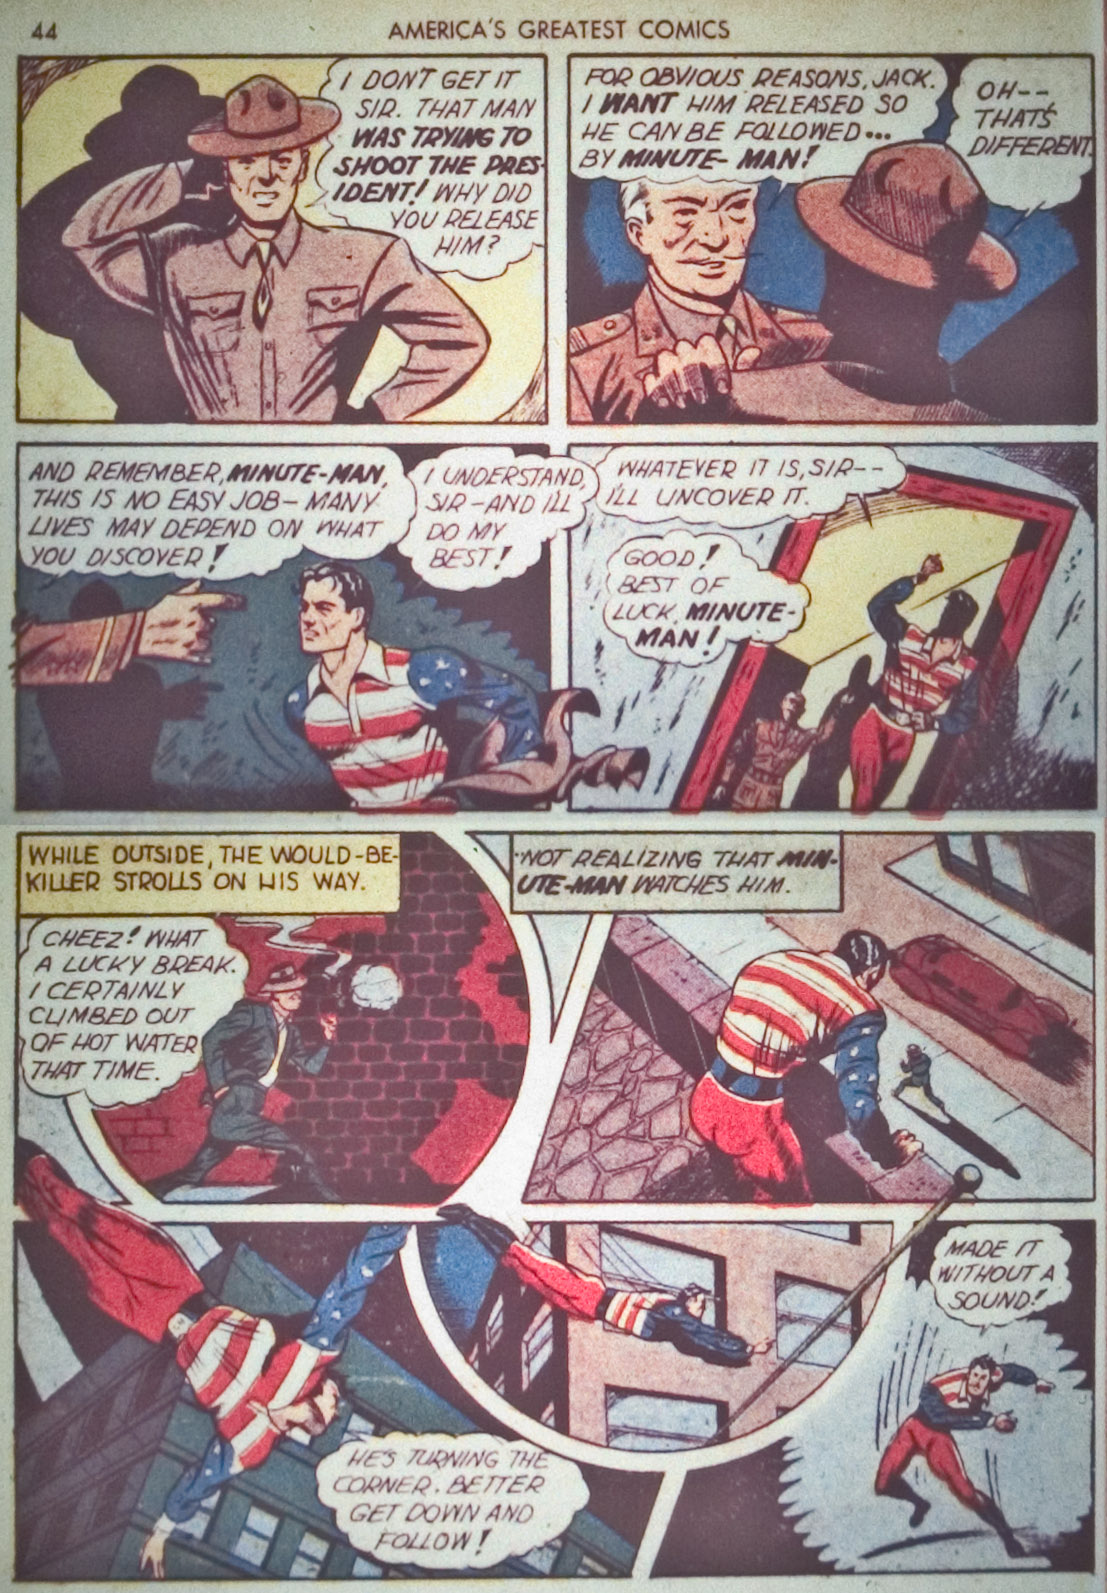 44
AMERICA'S GREATEST COMICS
I DON'T GET IT
SIR. THAT MAN
WAS TRYING TO
SHOOT THE PRES-
IDENT! WHY DID
YOU RELEASE
HIM?
FOR OBVIOUS REASONS, JACK.
I WANT HIM RELEASED SO
HE CAN BE FOLLOWED...
BY MINUTE-MAN!
OH--
THAT'S
DIFFERENT.
AND REMEMBER, MINUTE-MAN,
THIS IS NO EASY JOB-MANY
LIVES MAY DEPEND ON WHAT
YOU DISCOVER!
I UNDERSTAND,
SIR-AND I'LL
DO MY
BEST!
WHATEVER IT IS, SIR--
I'LL UNCOVER IT.
GOOD!
BEST OF
LUCK, MINUTE-
MAN!
WHILE OUTSIDE, THE WOULD-BE-
KILLER STROLLS ON HIS WAY.
CHEEZ! WHAT
A LUCKY BREAK.
I CERTAINLY
CLIMBED OUT
OF HOT WATER
THAT TIME.
NOT REALIZING THAT MIN-
UTE-MAN WATCHES HIM.
HE'S TURNING THE
CORNER. BETTER
GET DOWN AND
FOLLOW!
MADE IT
WITHOUT A
SOUND!